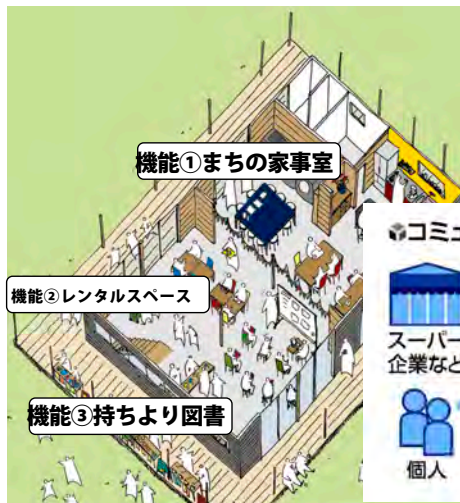 機能①まちの家事室
機能②レンタルスペース
機能③持ちより図書
コミュ
スーパー
企業など
個人